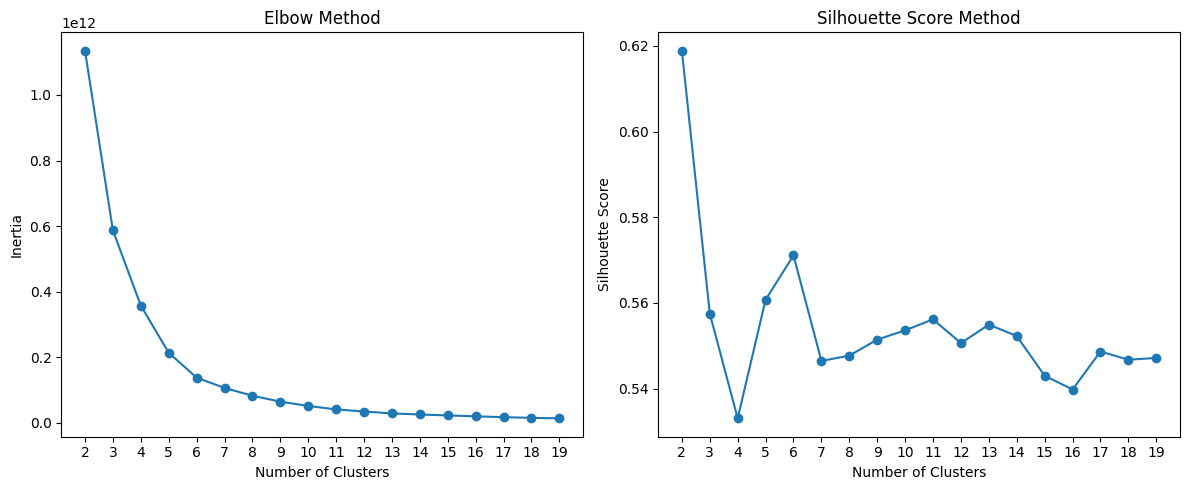 Elbow Method
1e12
1.0
0.8
0.6
0.4
0.2
0.0
Inertia
2 3 4 5 6 7 8 9 10 11 12 13 14 15 16 17 18 19
Number of Clusters
Silhouette Score Method
0.62
0.60
0.58
0.56
0.54
Silhouette Score
2 3 4 5 6 7 8 9 10 11 12 13 14 15 16 17 18 19
Number of Clusters